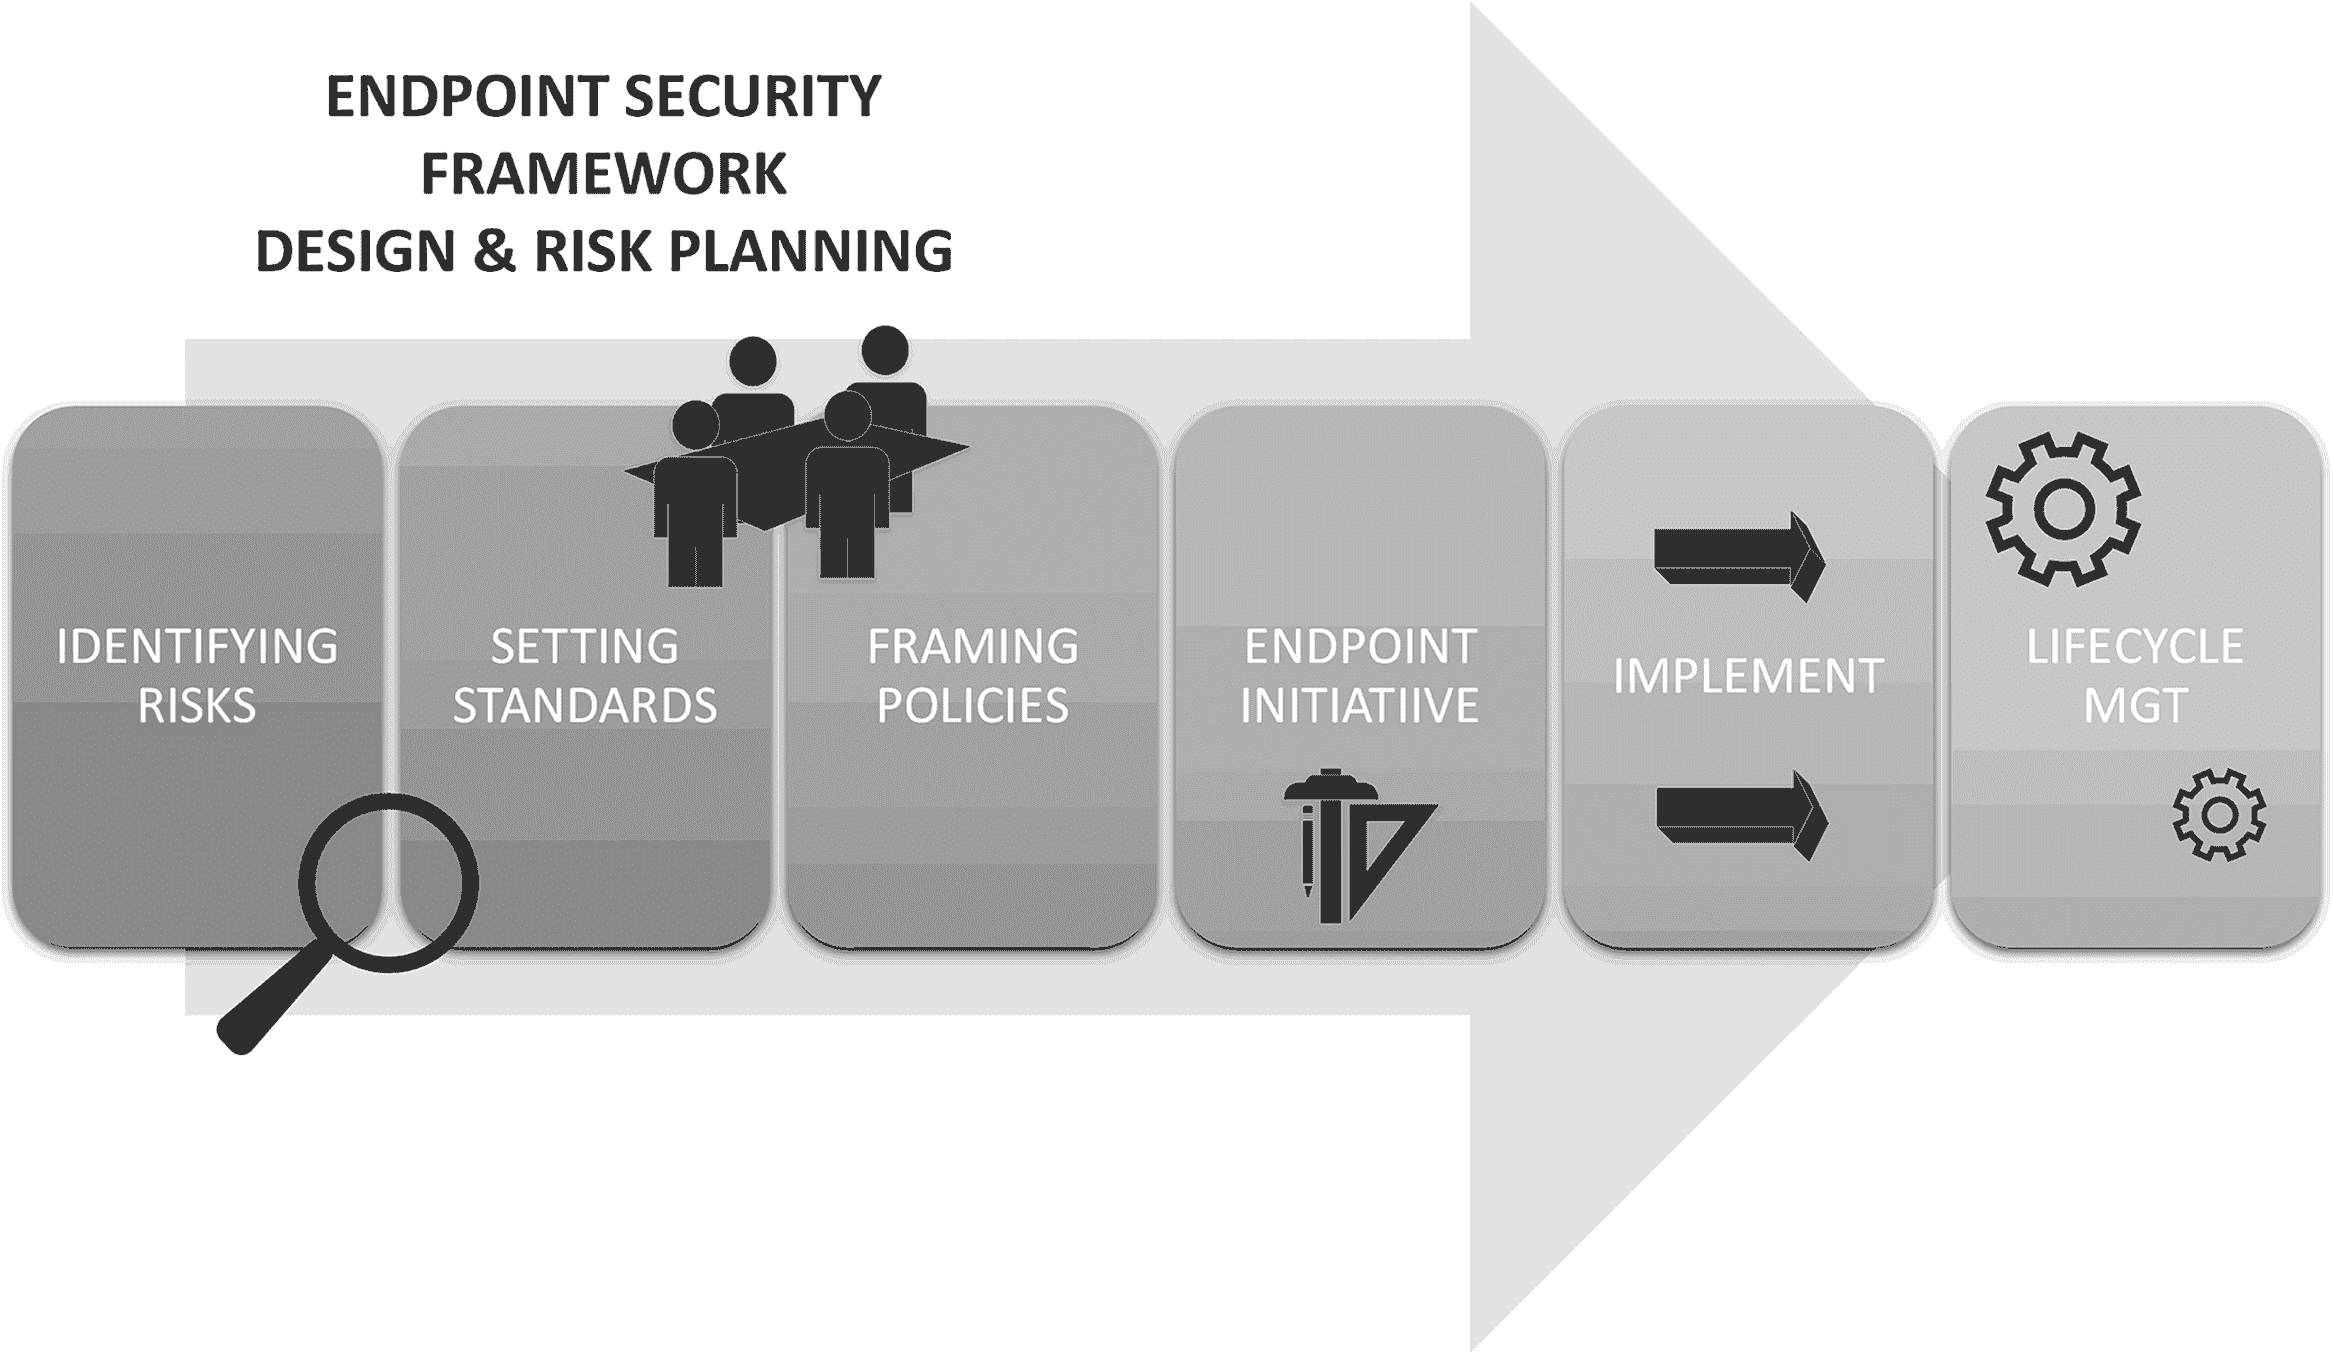 ENDPOINT SECURITY
FRAMEWORK
DESIGN & RISK PLANNING
IDENTIFYING
RISKS
SETTING
STANDARDS
FRAMING
POLICIES
ENDPOINT
INITIATIIVE
IMPLEMENT
LIFECYCLE
MGT